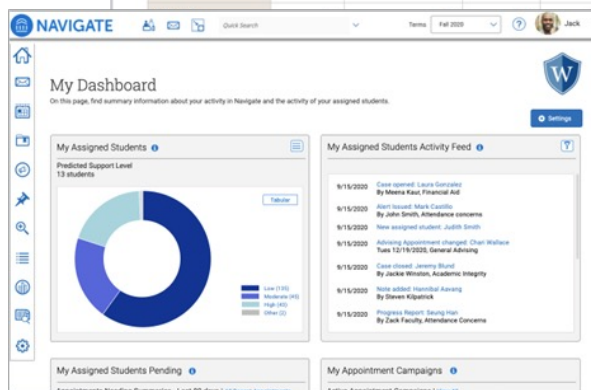 NAVIGATE
Quick Search
Terms
Fall 2020
?
Jack
My Dashboard
On this page, find summary information about your activity in Navigate and the activity of your assigned students.
W
Settings
My Assigned Students
Predicted Support Level
13 students
Tabular
Low (135)
Moderate (45)
High (45)
Other (2)
My Assigned Students Activity Feed
9/15/2020 Case opened: Laura Gonzalez
By Meena Kaur, Financial Aid
9/15/2020 Alert Issued: Mark Castillo
By John Smith, Attendance concerns
9/15/2020 New assigned student: Judith Smith
9/15/2020 Advising Appointment changed: Chan Wallace
Tues 12/19/2020, General Advising
9/15/2020 Case closed: Jeremy Blund
By Jackie Winston, Academic Integrity
9/15/2020 Note added: Hannibal Aavang
By Steven Kilpatrick
9/15/2020 Progress Report: Seung Han
By Zack Faculty, Attendance Concerns
My Assigned Students Pending
My Appointment Campaigns